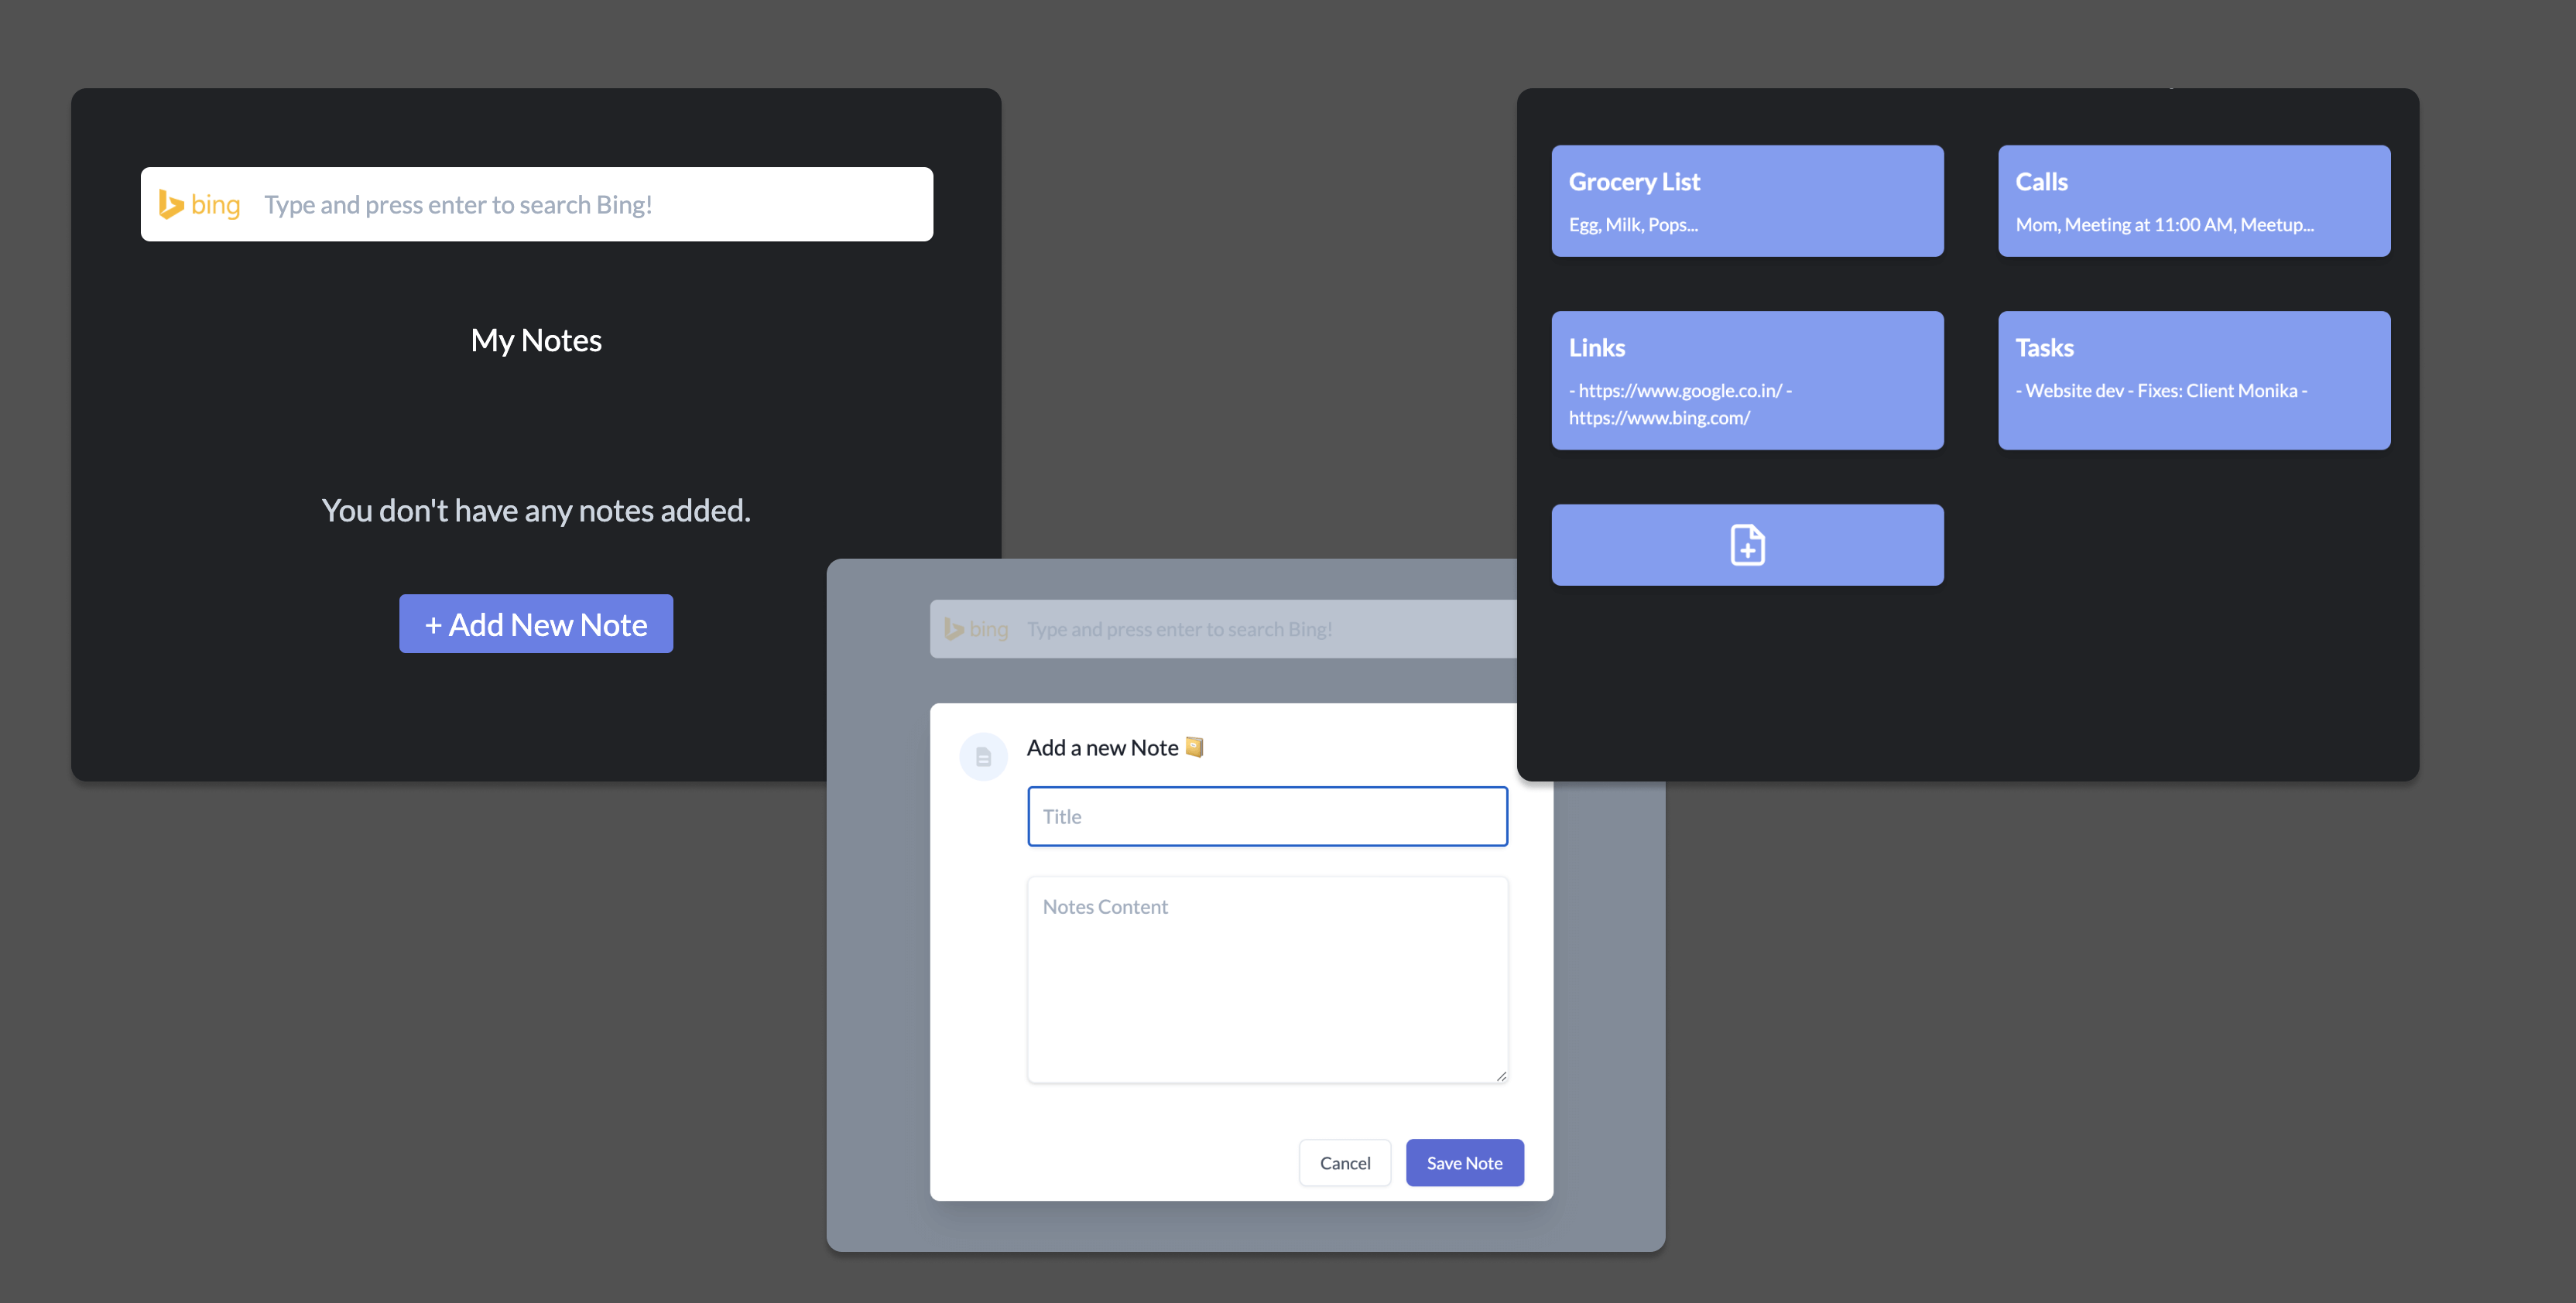 bing Type and press enter to search Bing!
My Notes
You don't have any notes added.
+ Add New Note
bing Type and press enter to search Bing!
Add a new Note
Title
Notes Content
Cancel
Save Note
Grocery List
Egg, Milk, Pops...
Calls
Mom, Meeting at 11:00 AM, Meetup...
Links
- https://www.google.co.in/ -
https://www.bing.com/
Tasks
- Website dev - Fixes: Client Monika -